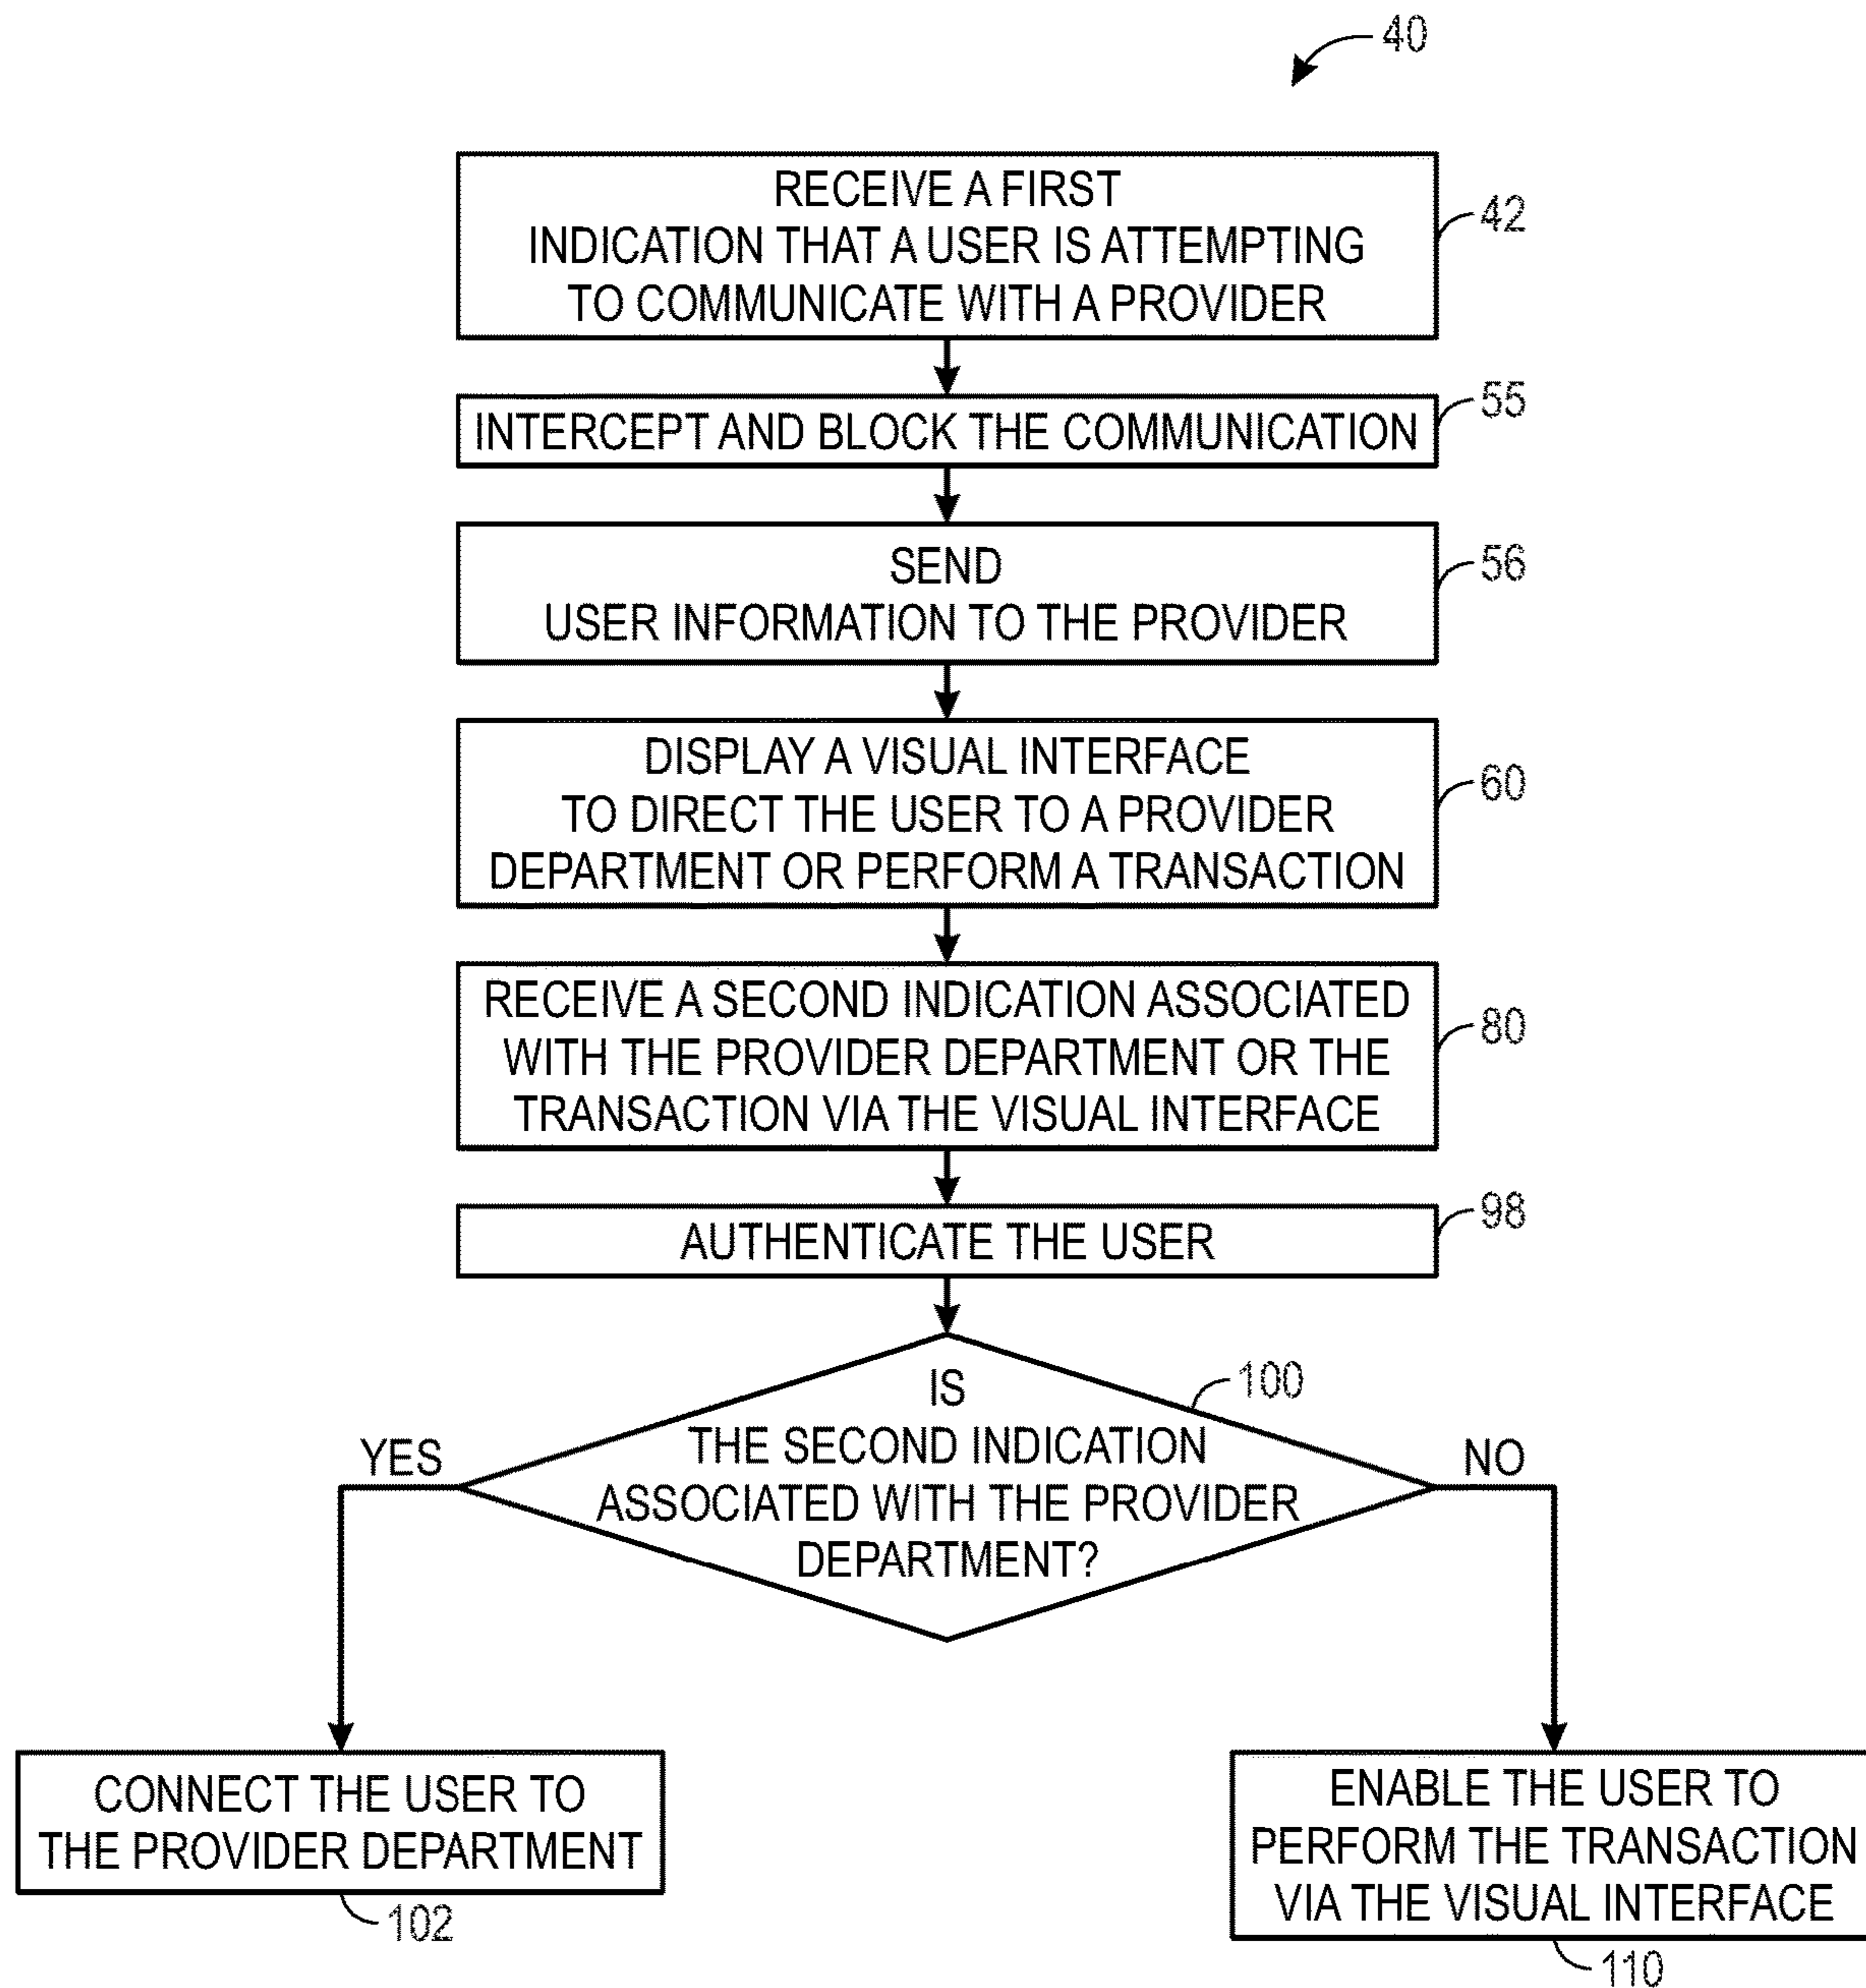 40
RECEIVE A FIRST
INDICATION THAT A USER IS ATTEMPTING
TO COMMUNICATE WITH A PROVIDER
42
INTERCEPT AND BLOCK THE COMMUNICATION
55
SEND
USER INFORMATION TO THE PROVIDER
56
DISPLAY A VISUAL INTERFACE
TO DIRECT THE USER TO A PROVIDER
DEPARTMENT OR PERFORM A TRANSACTION
60
RECEIVE A SECOND INDICATION ASSOCIATED
WITH THE PROVIDER DEPARTMENT OR THE
TRANSACTION VIA THE VISUAL INTERFACE
80
AUTHENTICATE THE USER
98
IS
THE SECOND INDICATION
ASSOCIATED WITH THE PROVIDER
DEPARTMENT?
100
YES
NO
CONNECT THE USER TO
THE PROVIDER DEPARTMENT
102
ENABLE THE USER TO
PERFORM THE TRANSACTION
VIA THE VISUAL INTERFACE
110